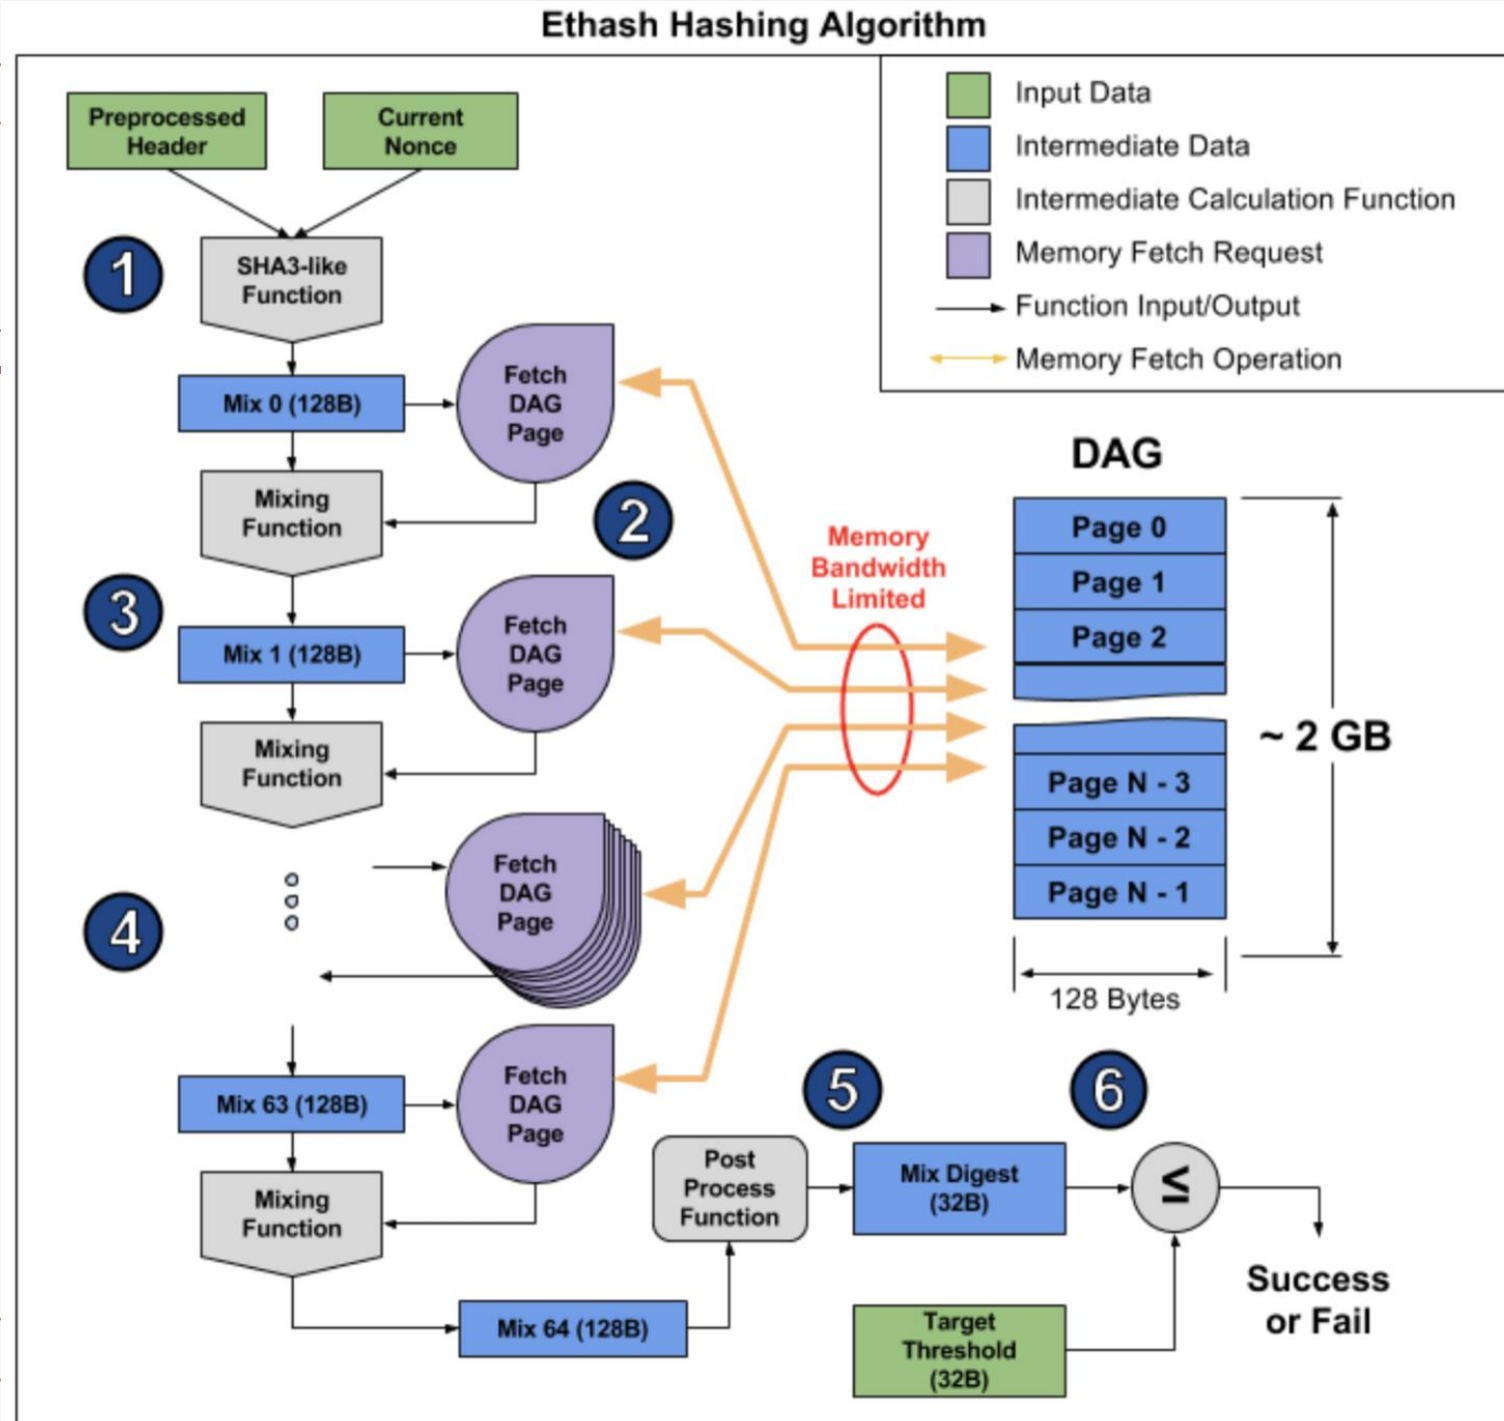 Ethash Hashing Algorithm
Input Data
Intermediate Data
Intermediate Calculation Function
Memory Fetch Request
Function Input/Output
Memory Fetch Operation
Preprocessed
Header
Current
Nonce
1
SHA3-like
Function
Mix 0 (128B)
Fetch
DAG
Page
Mixing
Function
2
3
Mix 1 (128B)
Fetch
DAG
Page
Mixing
Function
4
Fetch
DAG
Page
Mix 63 (128B)
Fetch
DAG
Page
Mixing
Function
Mix 64 (128B)
Memory
Bandwidth
Limited
DAG
Page 0
Page 1
Page 2
Page N - 3
Page N - 2
Page N - 1
~ 2 GB
128 Bytes
Post
Process
Function
5
Mix Digest
(32B)
6
≤
Target
Threshold
(32B)
Success
or Fail